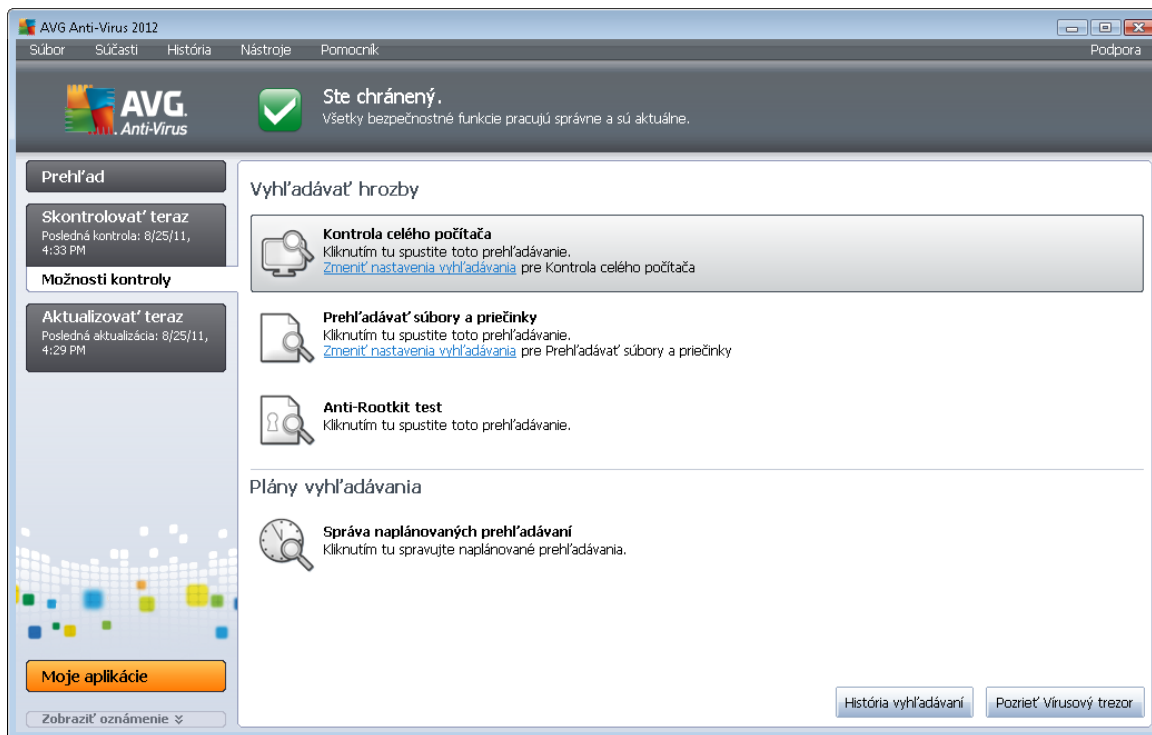 AVG Anti-Virus 2012
Súbor Súčasti História Nástroje Pomocník Podpora
AVG.
Anti-Virus
Ste chránený.
Všetky bezpečnostné funkcie pracujú správne a sú aktuálne.
Prehľad
Skontrolovať teraz
Posledná kontrola: 8/25/11,
4:33 PM
Možnosti kontroly
Aktualizovať teraz
Posledná aktualizácia: 8/25/11,
4:29 PM
Moje aplikácie
Zobraziť oznámenie
Vyhľadávať hrozby
Kontrola celého počítača
Kliknutím tu spustite toto prehľadávanie.
Zmeniť nastavenia vyhľadávania pre Kontrola celého počítača
Prehľadávať súbory a priečinky
Kliknutím tu spustite toto prehľadávanie.
Zmeniť nastavenia vyhľadávania pre Prehľadávať súbory a priečinky
Anti-Rootkit test
Kliknutím tu spustite toto prehľadávanie.
Plány vyhľadávania
Správa naplánovaných prehľadávaní
Kliknutím tu spravujte naplánované prehľadávania.
História vyhľadávaní Pozrieť Vírusový trezor